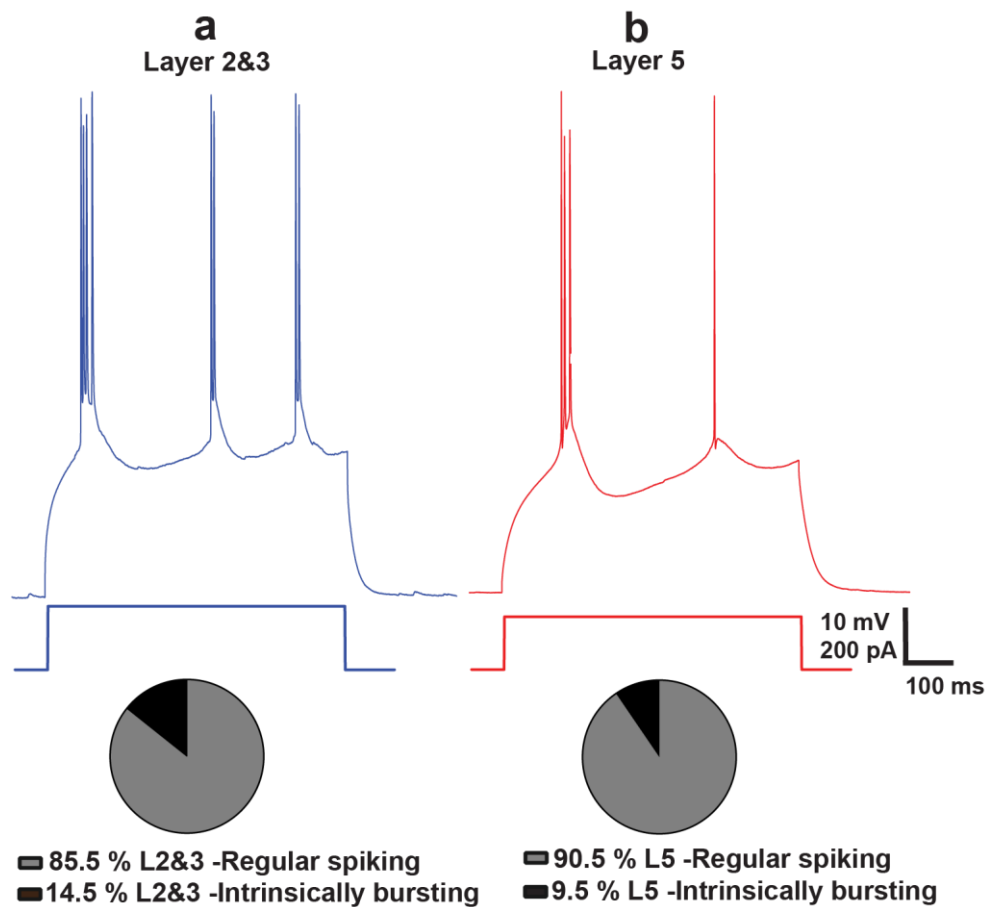 a
Layer 2&3
b
Layer 5
10 mV
200 pA
100 ms
85.5 % L2&3 -Regular spiking
14.5 % L2&3 -Intrinsically bursting
90.5 % L5 -Regular spiking
9.5 % L5 -Intrinsically bursting